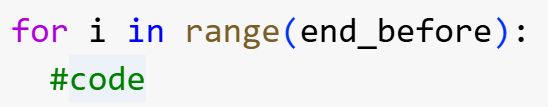 for i in range(end_before):
  #code